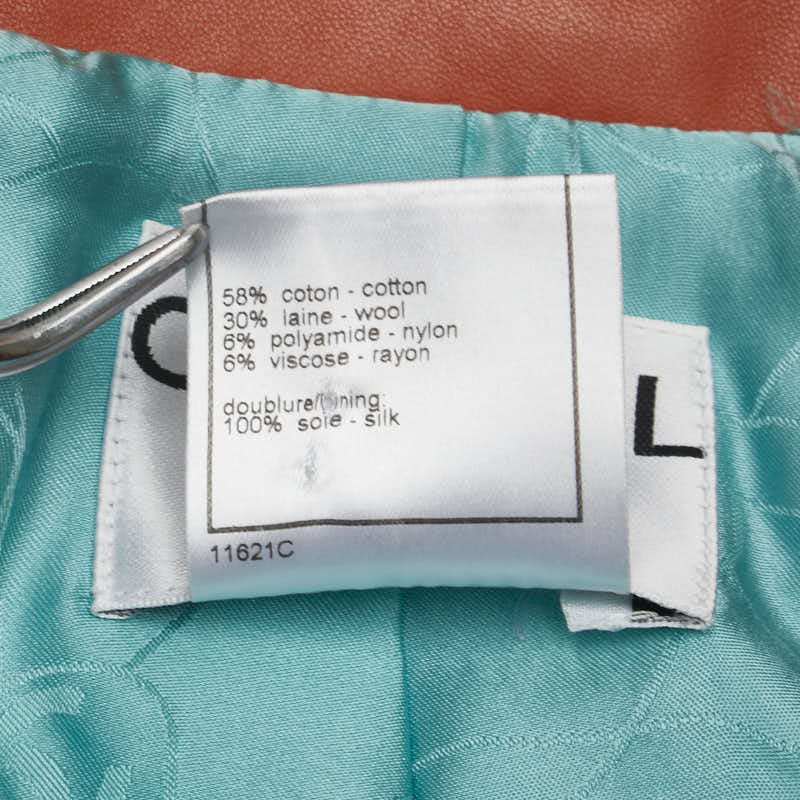 58% coton - cotton
30% laine - wool
6% polyamide - nylon
6% viscose - rayon
doublure/lining:
100% soie - silk
11621C
C
L